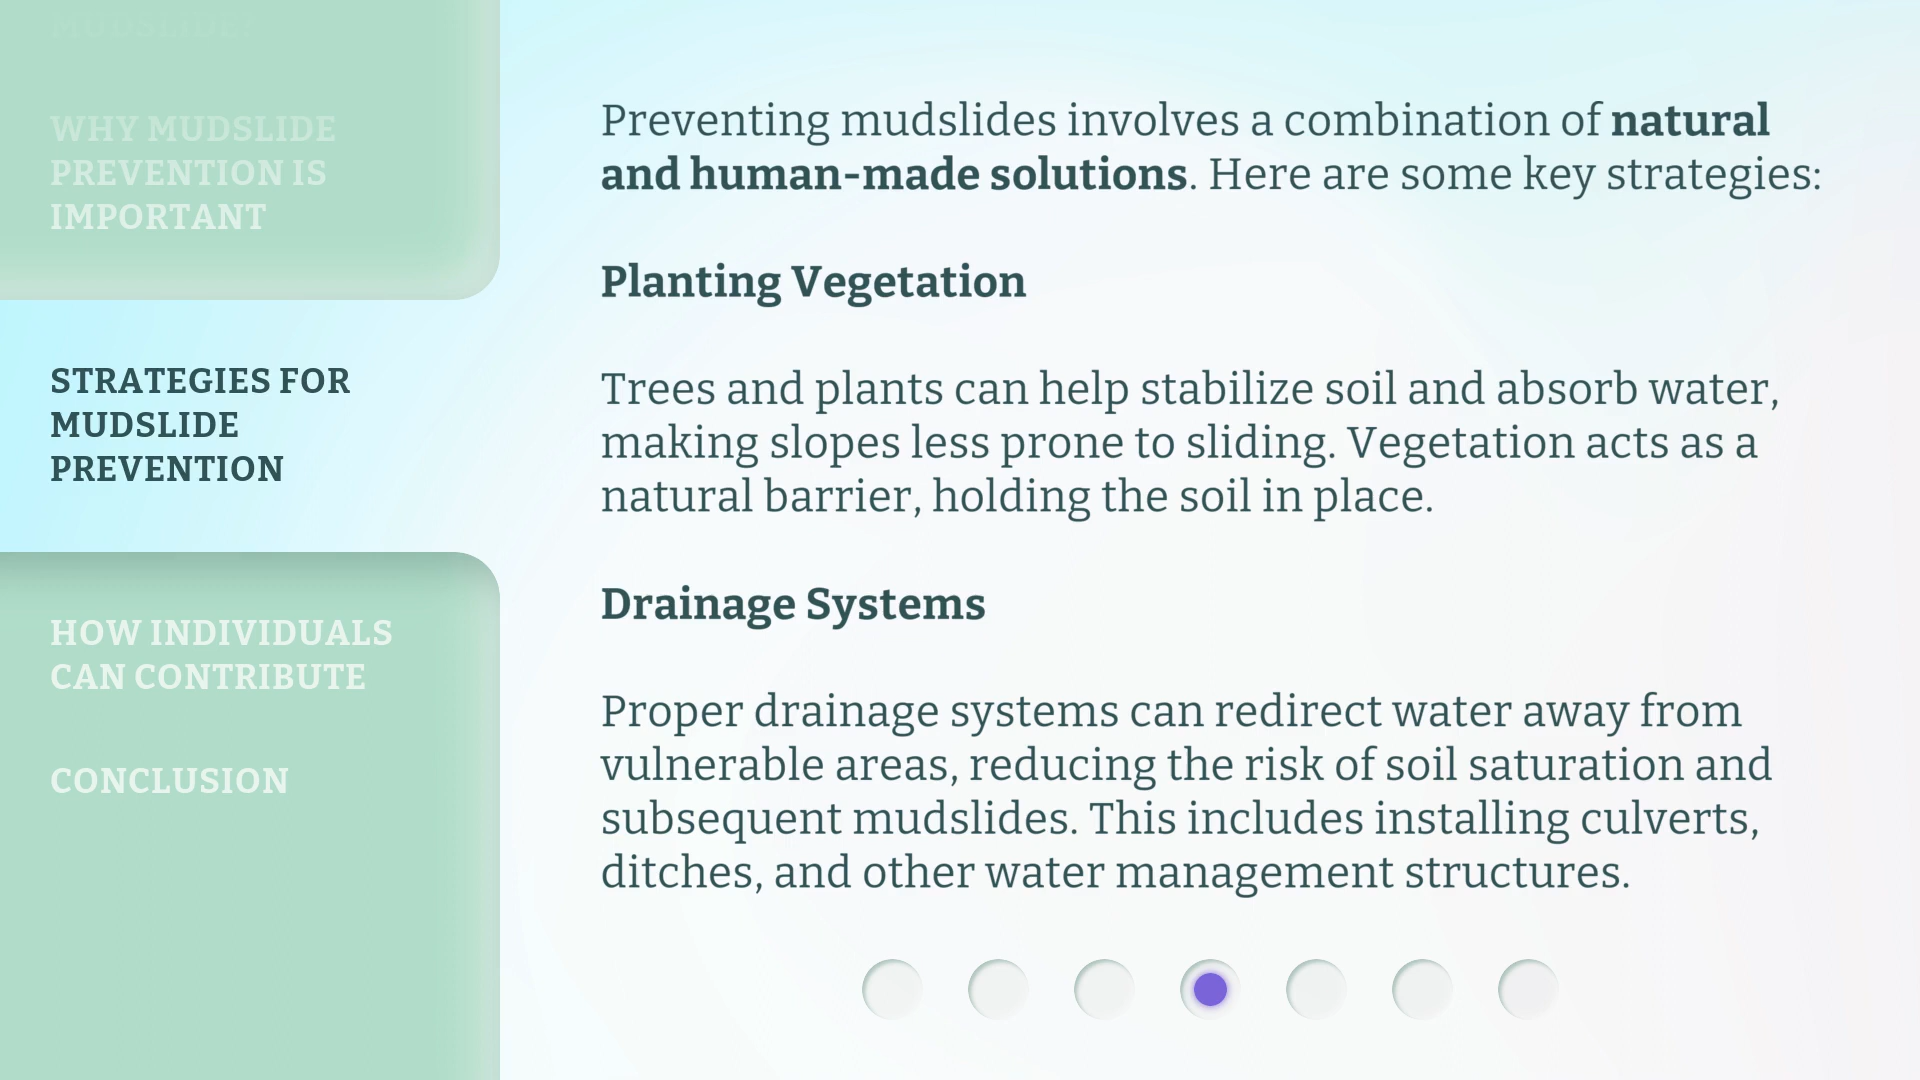 WHY MUDSLIDE
PREVENTION IS
IMPORTANT
STRATEGIES FOR
MUDSLIDE
PREVENTION
HOW INDIVIDUALS
CAN CONTRIBUTE
CONCLUSION
Preventing mudslides involves a combination of natural
and human-made solutions. Here are some key strategies:
Planting Vegetation
Trees and plants can help stabilize soil and absorb water,
making slopes less prone to sliding. Vegetation acts as a
natural barrier, holding the soil in place.
Drainage Systems
Proper drainage systems can redirect water away from
vulnerable areas, reducing the risk of soil saturation and
subsequent mudslides. This includes installing culverts,
ditches, and other water management structures.